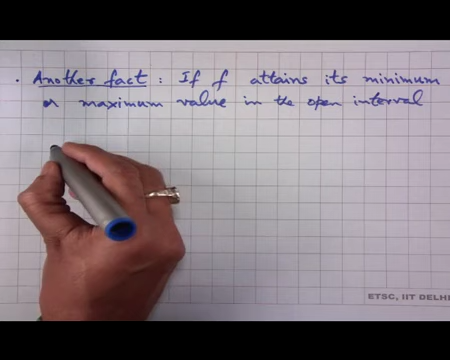 . Another fact : If f attains its minimum
or maximum value in the open interval
ETSC, IIT DELHI